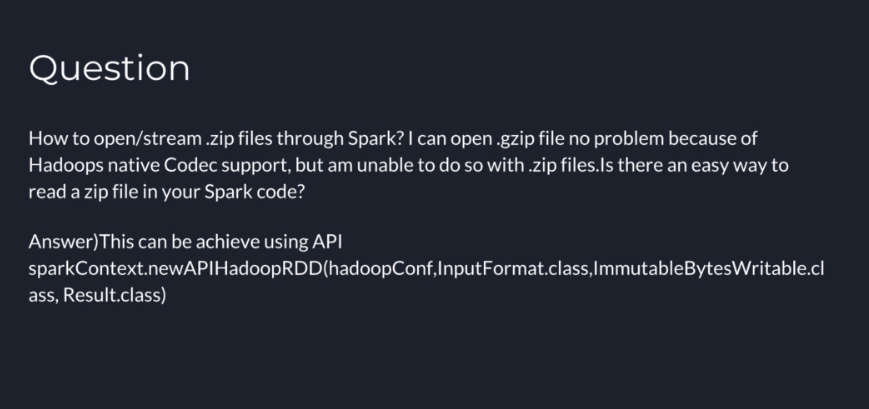 Question
How to open/stream .zip files through Spark? I can open .gzip file no problem because of
Hadoops native Codec support, but am unable to do so with .zip files.Is there an easy way to
read a zip file in your Spark code?
Answer)This can be achieve using API
sparkContext.newAPIHadoopRDD(hadoopConf,InputFormat.class,ImmutableBytesWritable.cl
ass, Result.class)